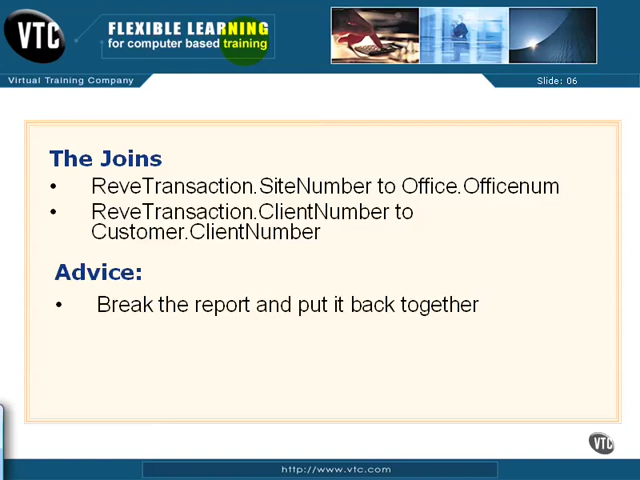 VTC
FLEXIBLE LEARNING
for computer based training
Virtual Training Company
Slide: 06
The Joins
• ReveTransaction.SiteNumber to Office.Officenum
• ReveTransaction.ClientNumber to
Customer.ClientNumber
Advice:
• Break the report and put it back together
VTC
http://www.vtc.com